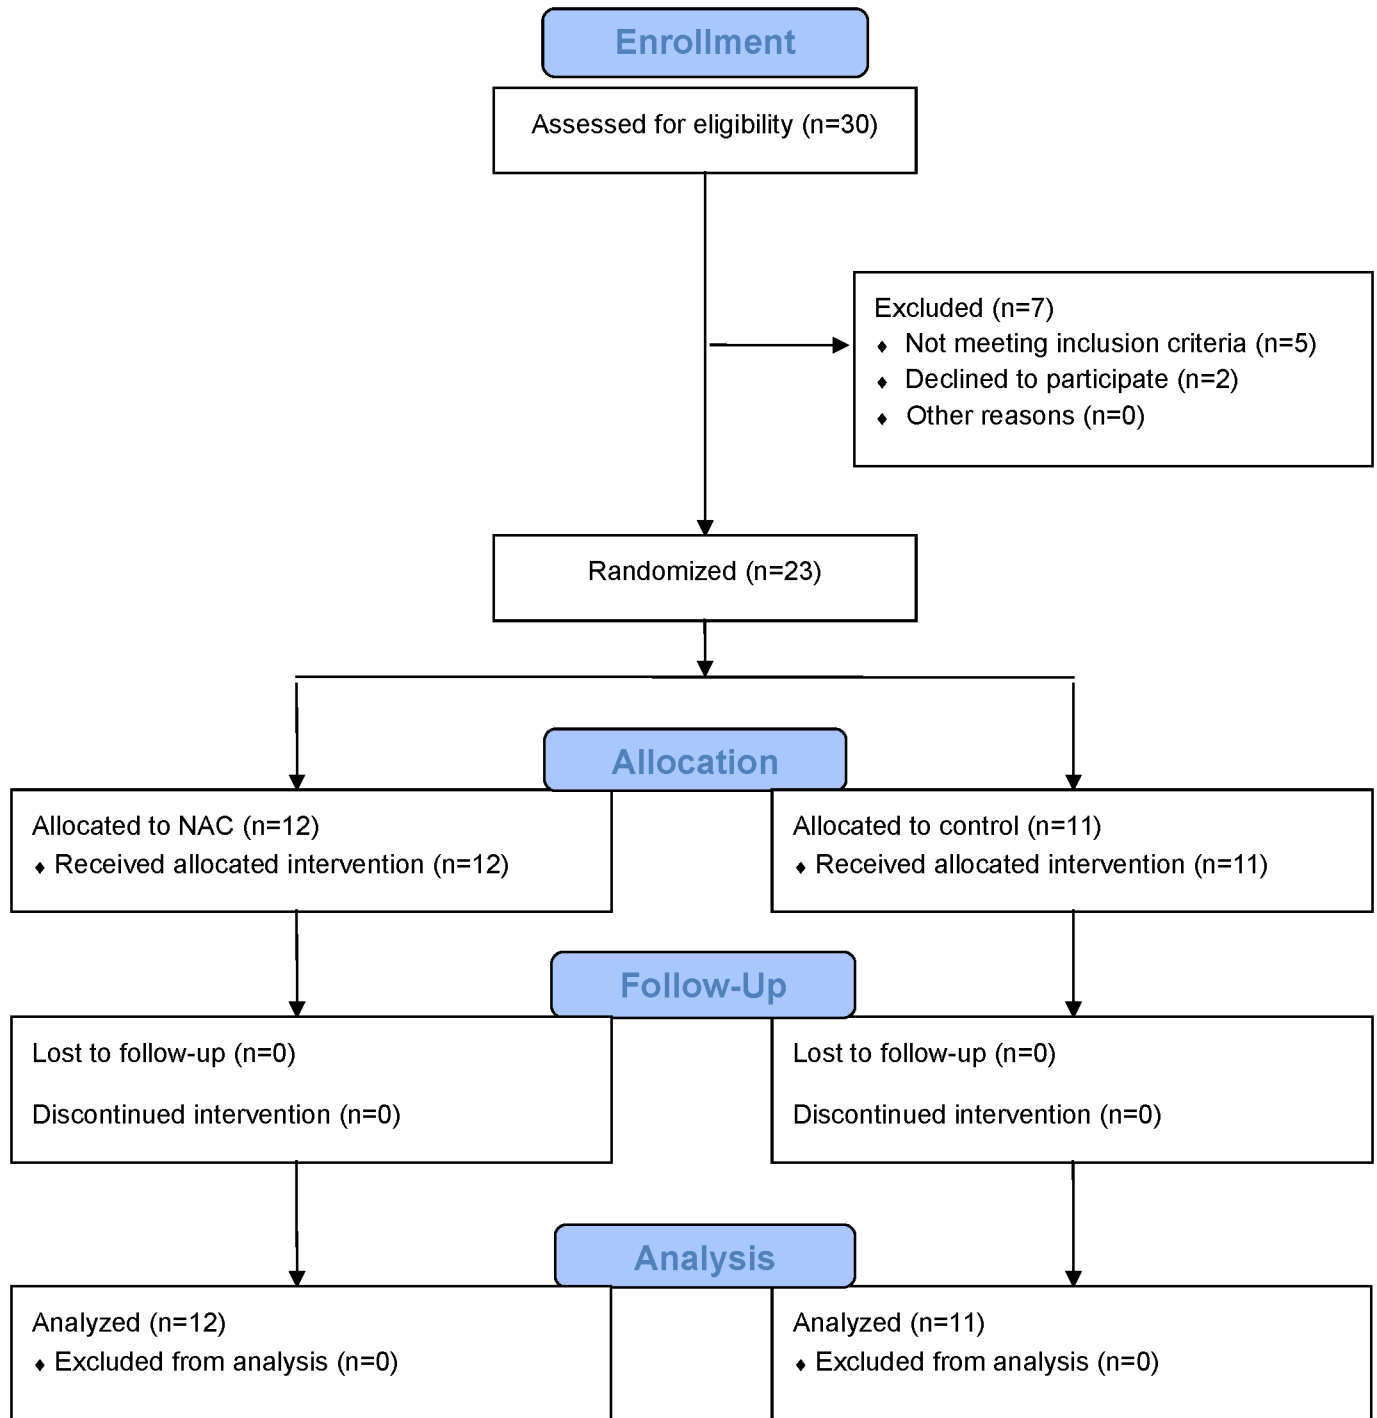 Enrollment
Assessed for eligibility (n=30)
Excluded (n=7)
♦ Not meeting inclusion criteria (n=5)
♦ Declined to participate (n=2)
♦ Other reasons (n=0)
Randomized (n=23)
Allocation
Allocated to NAC (n=12)
♦ Received allocated intervention (n=12)
Allocated to control (n=11)
♦ Received allocated intervention (n=11)
Follow-Up
Lost to follow-up (n=0)
Discontinued intervention (n=0)
Lost to follow-up (n=0)
Discontinued intervention (n=0)
Analysis
Analyzed (n=12)
♦ Excluded from analysis (n=0)
Analyzed (n=11)
♦ Excluded from analysis (n=0)